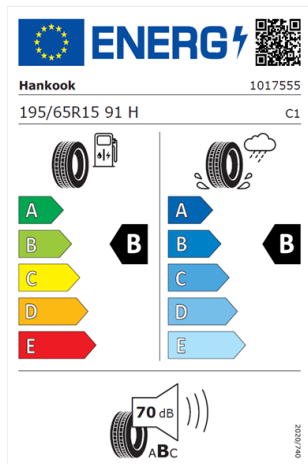 ENERG
Hankook 1017555
195/65R15 91 H C1
A A
B B B B
C C
D D
E E
70 dB
ABC
2020/740